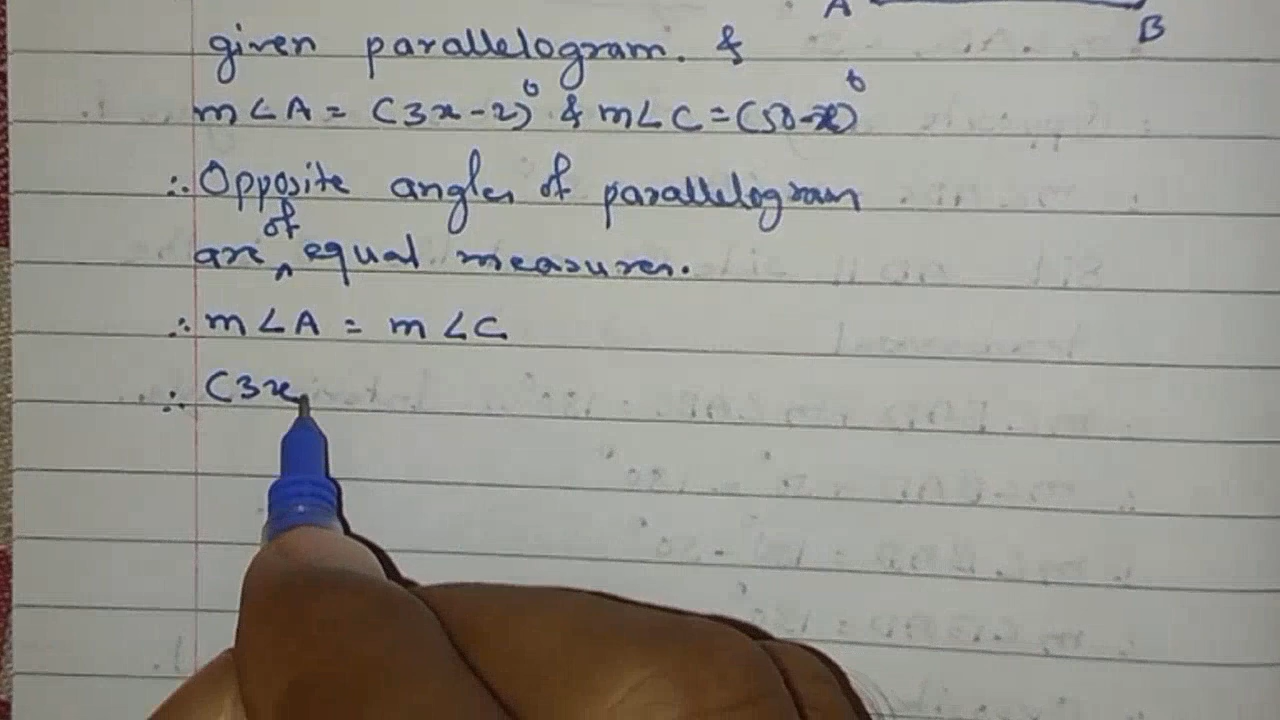 A B
given parallelogram. &
m∠A = (3x-2)° & m∠C = (50-x)°
∴ Opposite angles of parallelogram
are of equal measures.
∴ m∠A = m∠C
∴ (3x